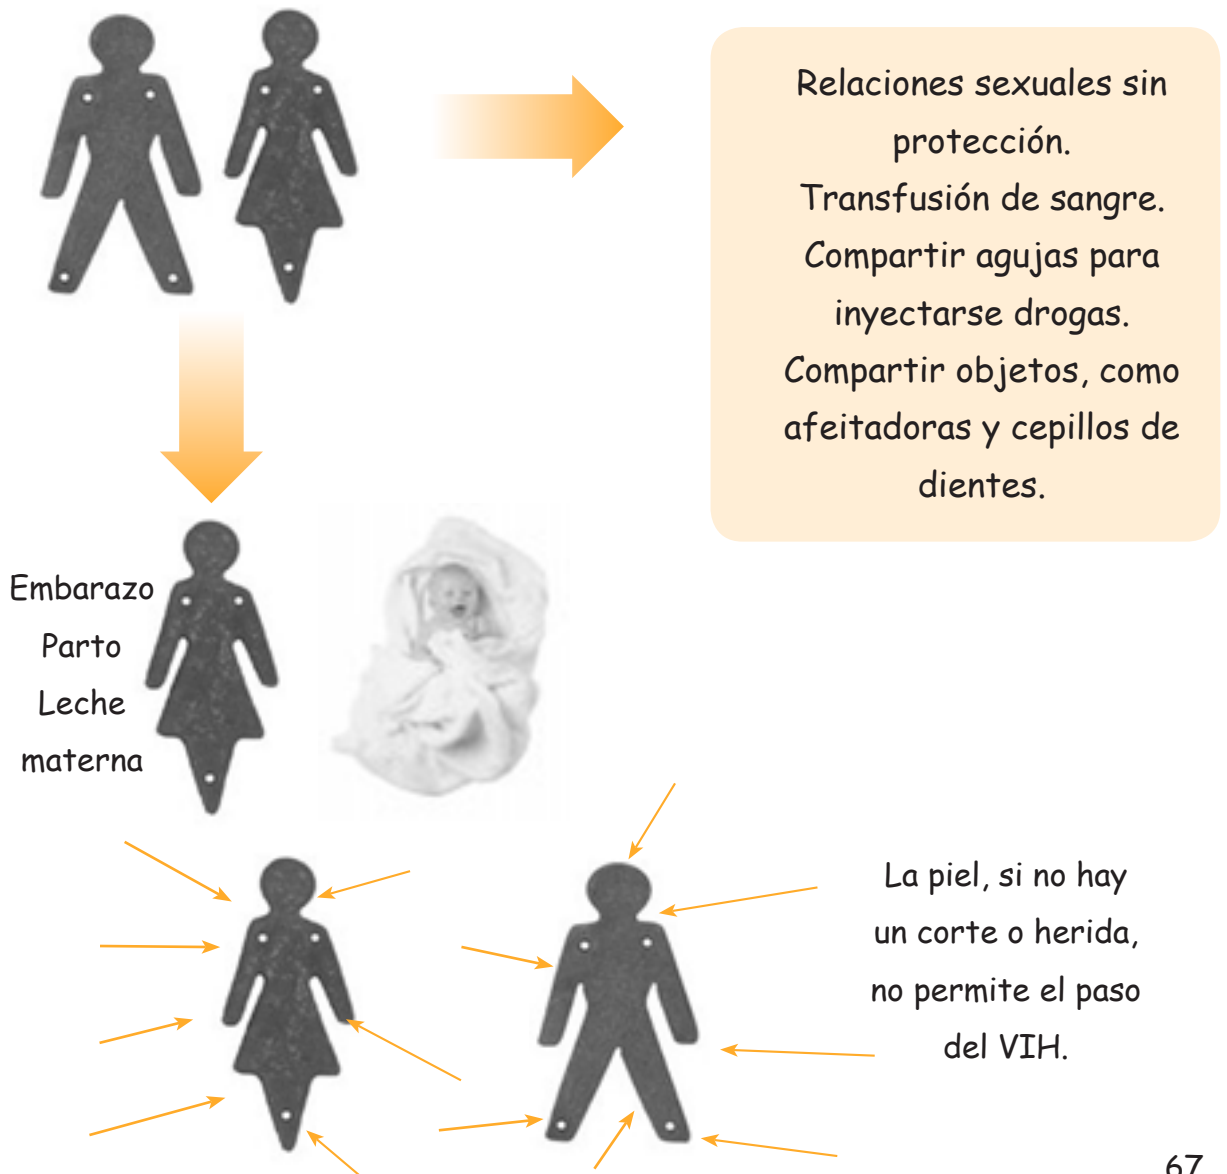 Relaciones sexuales sin
protección.
Transfusión de sangre.
Compartir agujas para
inyectarse drogas.
Compartir objetos, como
afeitadoras y cepillos de
dientes.
Embarazo
Parto
Leche
materna
La piel, si no hay
un corte o herida,
no permite el paso
del VIH.
67